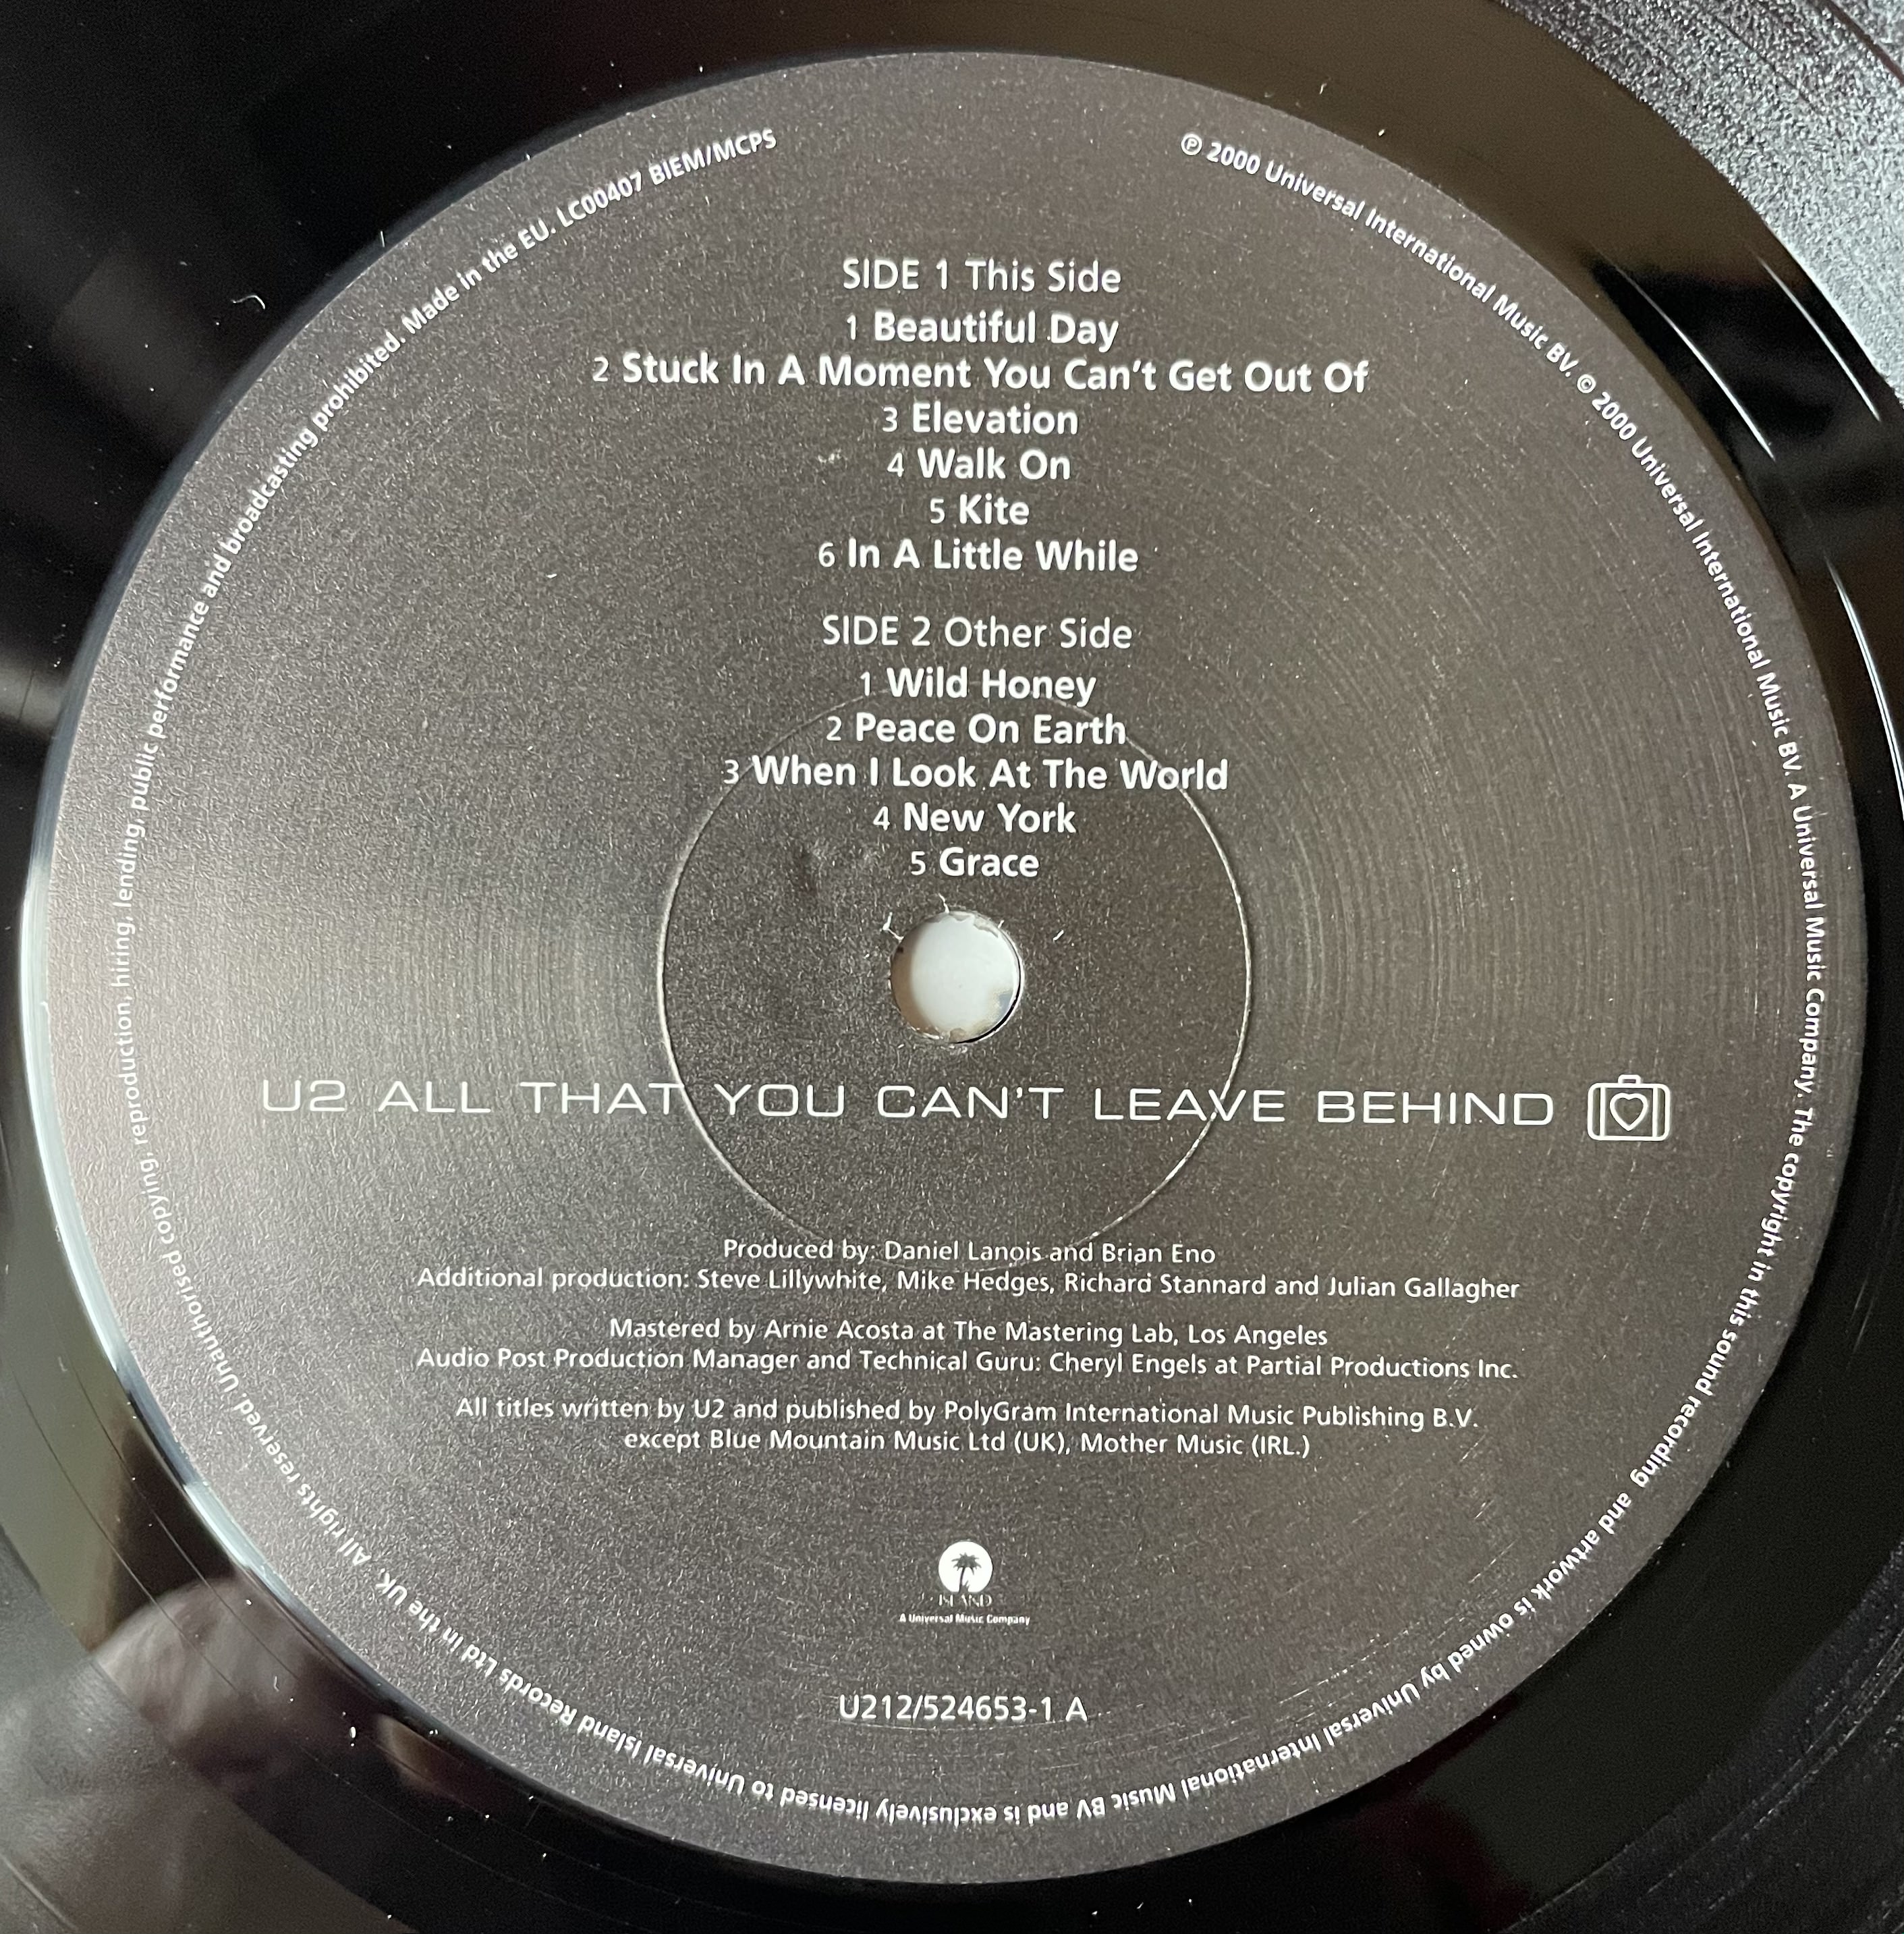 SIDE 1 This Side
1 Beautiful Day
2 Stuck In A Moment You Can't Get Out Of
3 Elevation
4 Walk On
5 Kite
6 In A Little While
SIDE 2 Other Side
1 Wild Honey
2 Peace On Earth
3 When I Look At The World
4 New York
5 Grace
U2 ALL THAT YOU CAN'T LEAVE BEHIND
Produced by: Daniel Lanois and Brian Eno
Additional production: Steve Lillywhite, Mike Hedges, Richard Stannard and Julian Gallagher
Mastered by Arnie Acosta at The Mastering Lab, Los Angeles
Audio Post Production Manager and Technical Guru: Cheryl Engels at Partial Productions Inc.
All titles written by U2 and published by PolyGram International Music Publishing B.V.
except Blue Mountain Music Ltd (UK), Mother Music (IRL.)
ISLAND
A Universal Music Company
U212/524653-1 A
℗ 2000 Universal International Music BV. © 2000 Universal International Music BV. A Universal Music Company. The copyright in this sound recording and artwork is owned by Universal International Music BV and is exclusively licensed to Universal Island Records Ltd in the UK. All rights reserved. Unauthorised copying, reproduction, hiring, lending, public performance and broadcasting prohibited. Made in the EU. LC00407 BIEM/MCPS